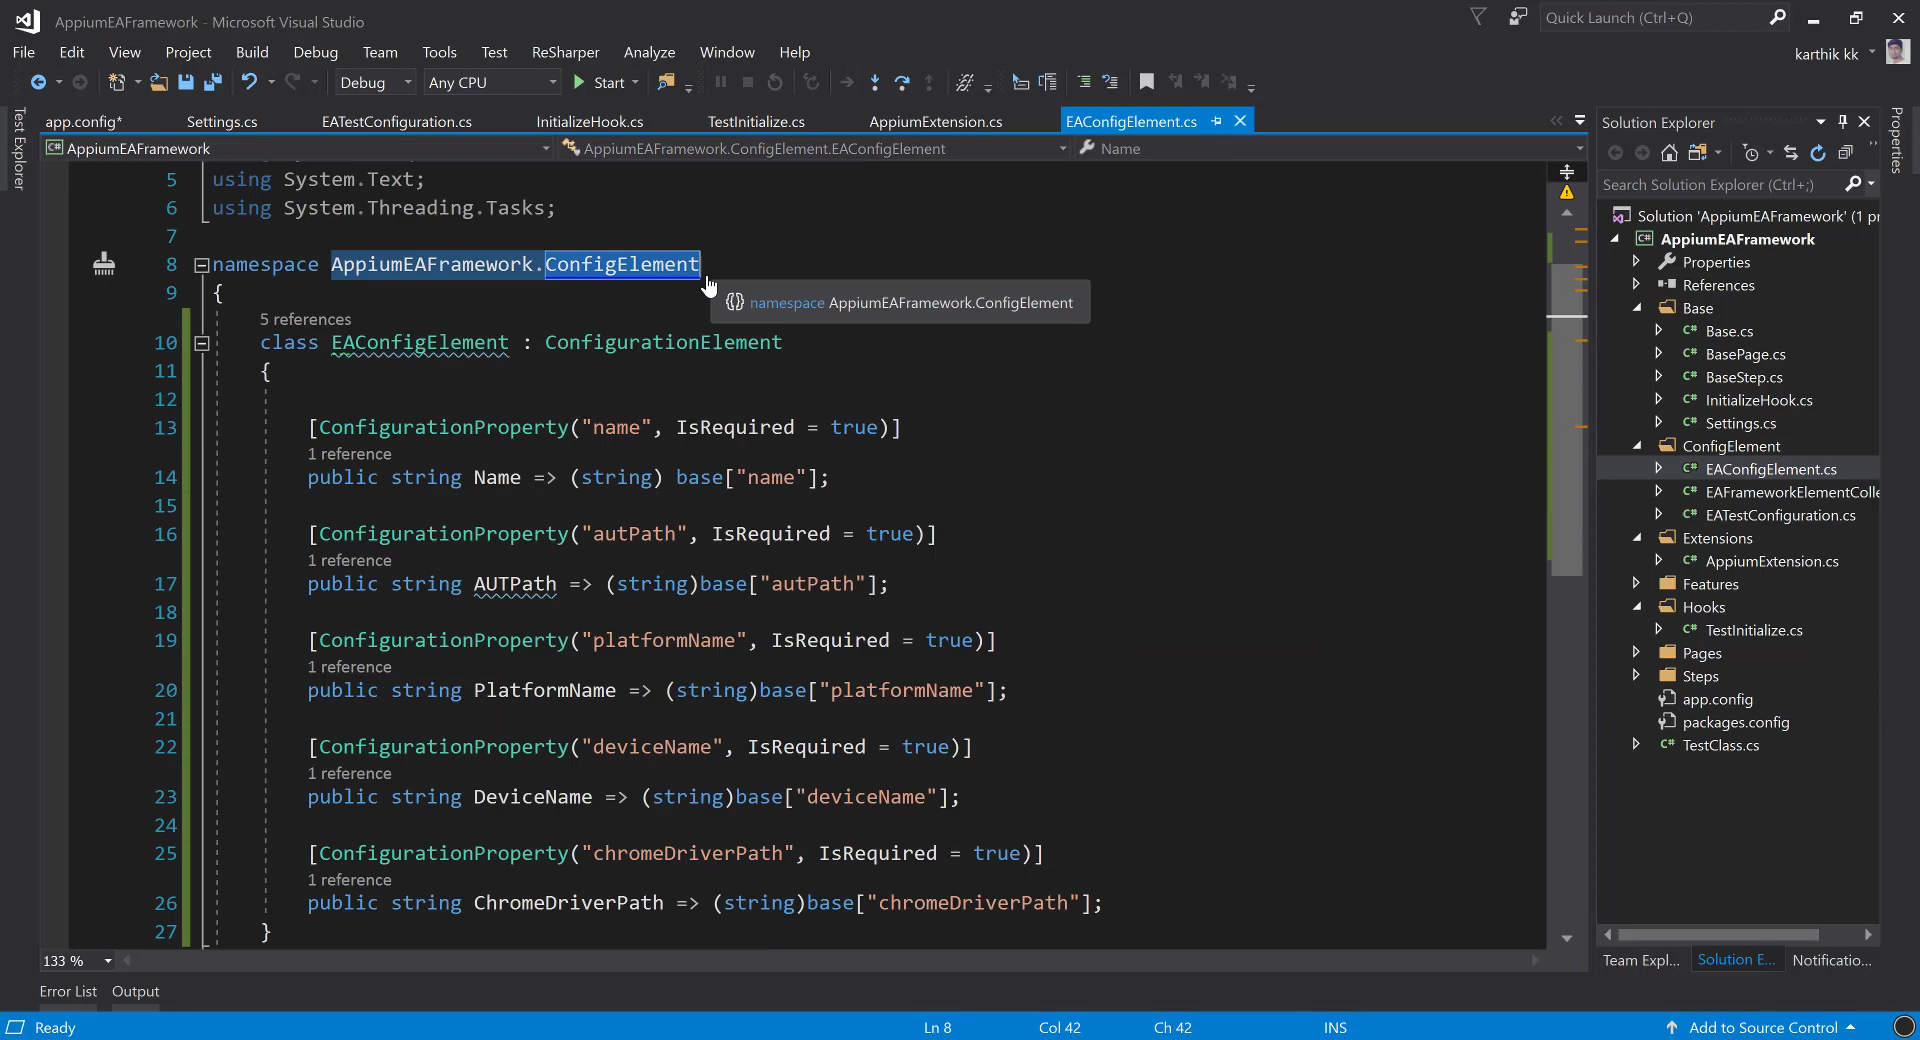 AppiumEAFramework - Microsoft Visual Studio
Quick Launch (Ctrl+Q)
File Edit View Project Build Debug Team Tools Test ReSharper Analyze Window Help
karthik kk
Debug Any CPU Start
Test Explorer
app.config* Settings.cs EATestConfiguration.cs InitializeHook.cs TestInitialize.cs AppiumExtension.cs EAConfigElement.cs
AppiumEAFramework AppiumEAFramework.ConfigElement.EAConfigElement Name
5 using System.Text;
6 using System.Threading.Tasks;
7
8 namespace AppiumEAFramework.ConfigElement
9 {
namespace AppiumEAFramework.ConfigElement
5 references
10 class EAConfigElement : ConfigurationElement
11 {
12
13 [ConfigurationProperty("name", IsRequired = true)]
1 reference
14 public string Name => (string) base["name"];
15
16 [ConfigurationProperty("autPath", IsRequired = true)]
1 reference
17 public string AUTPath => (string)base["autPath"];
18
19 [ConfigurationProperty("platformName", IsRequired = true)]
1 reference
20 public string PlatformName => (string)base["platformName"];
21
22 [ConfigurationProperty("deviceName", IsRequired = true)]
1 reference
23 public string DeviceName => (string)base["deviceName"];
24
25 [ConfigurationProperty("chromeDriverPath", IsRequired = true)]
1 reference
26 public string ChromeDriverPath => (string)base["chromeDriverPath"];
27 }
133 %
Solution Explorer
Search Solution Explorer (Ctrl+;)
Solution 'AppiumEAFramework' (1 pr
C# AppiumEAFramework
Properties
References
Base
C# Base.cs
C# BasePage.cs
C# BaseStep.cs
C# InitializeHook.cs
C# Settings.cs
ConfigElement
C# EAConfigElement.cs
C# EAFrameworkElementColle
C# EATestConfiguration.cs
Extensions
C# AppiumExtension.cs
Features
Hooks
C# TestInitialize.cs
Pages
Steps
app.config
packages.config
C# TestClass.cs
Team Expl... Solution E... Notificatio...
Properties
Error List Output
Ready Ln 8 Col 42 Ch 42 INS Add to Source Control